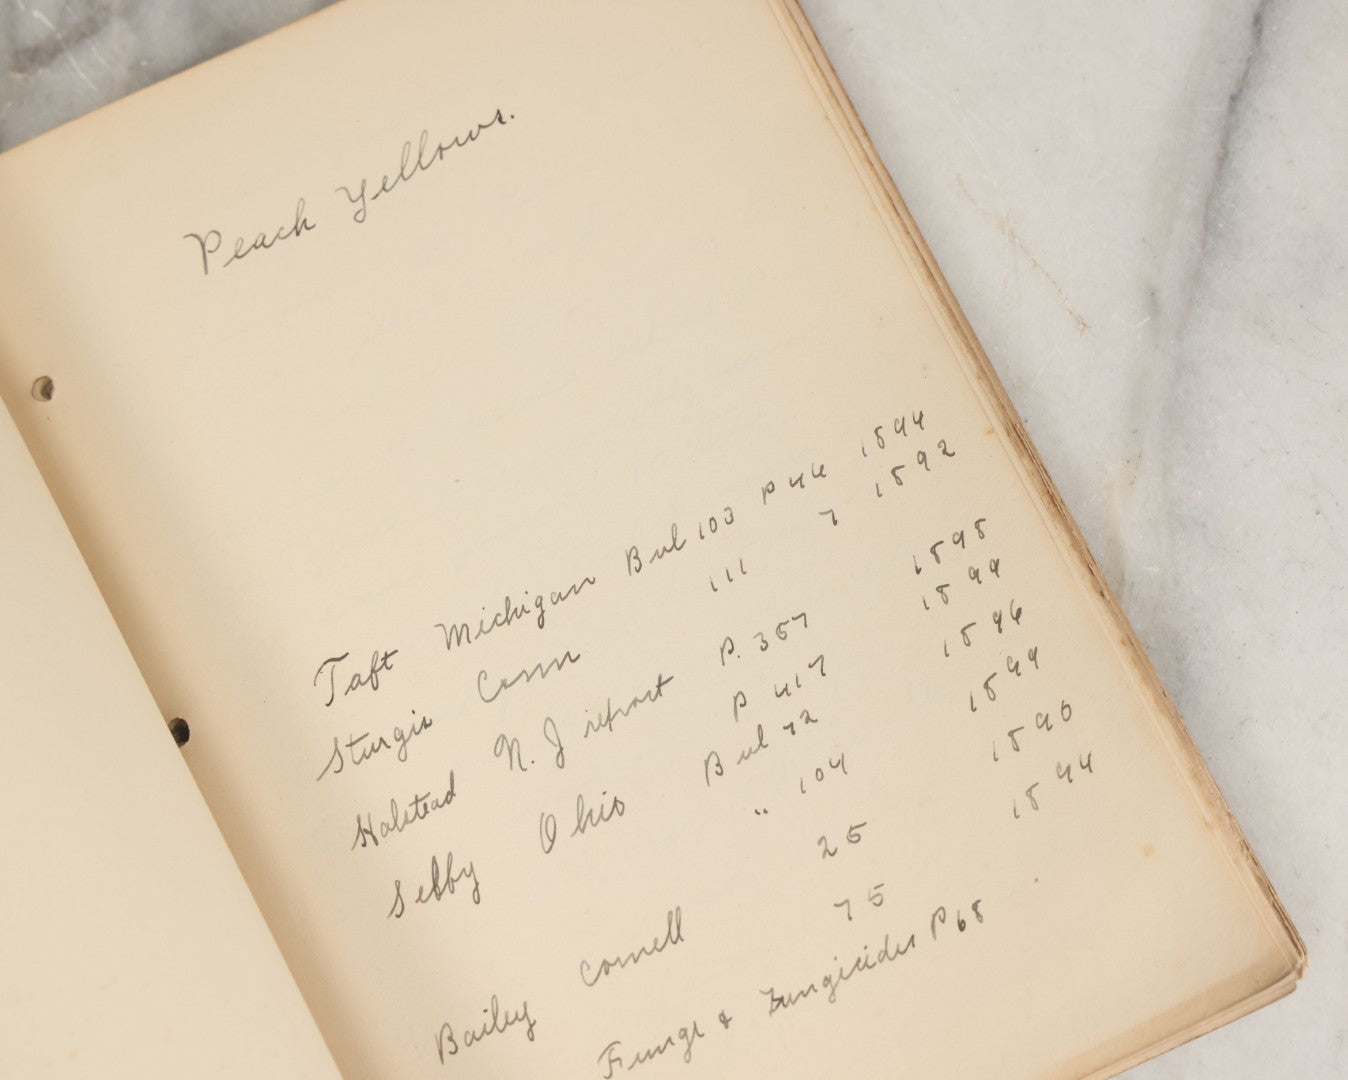 Peach Yellows.
Taft Michigan Bul 103 P 46 1894
Sturgis Conn 111 7 1892
Halstead N. J report P. 357 1898
P 417 1899
Selby Ohio Bul 72 1896
" 104 1899
Bailey Cornell 25 1890
75 1894
Fungi & Fungicides P 68